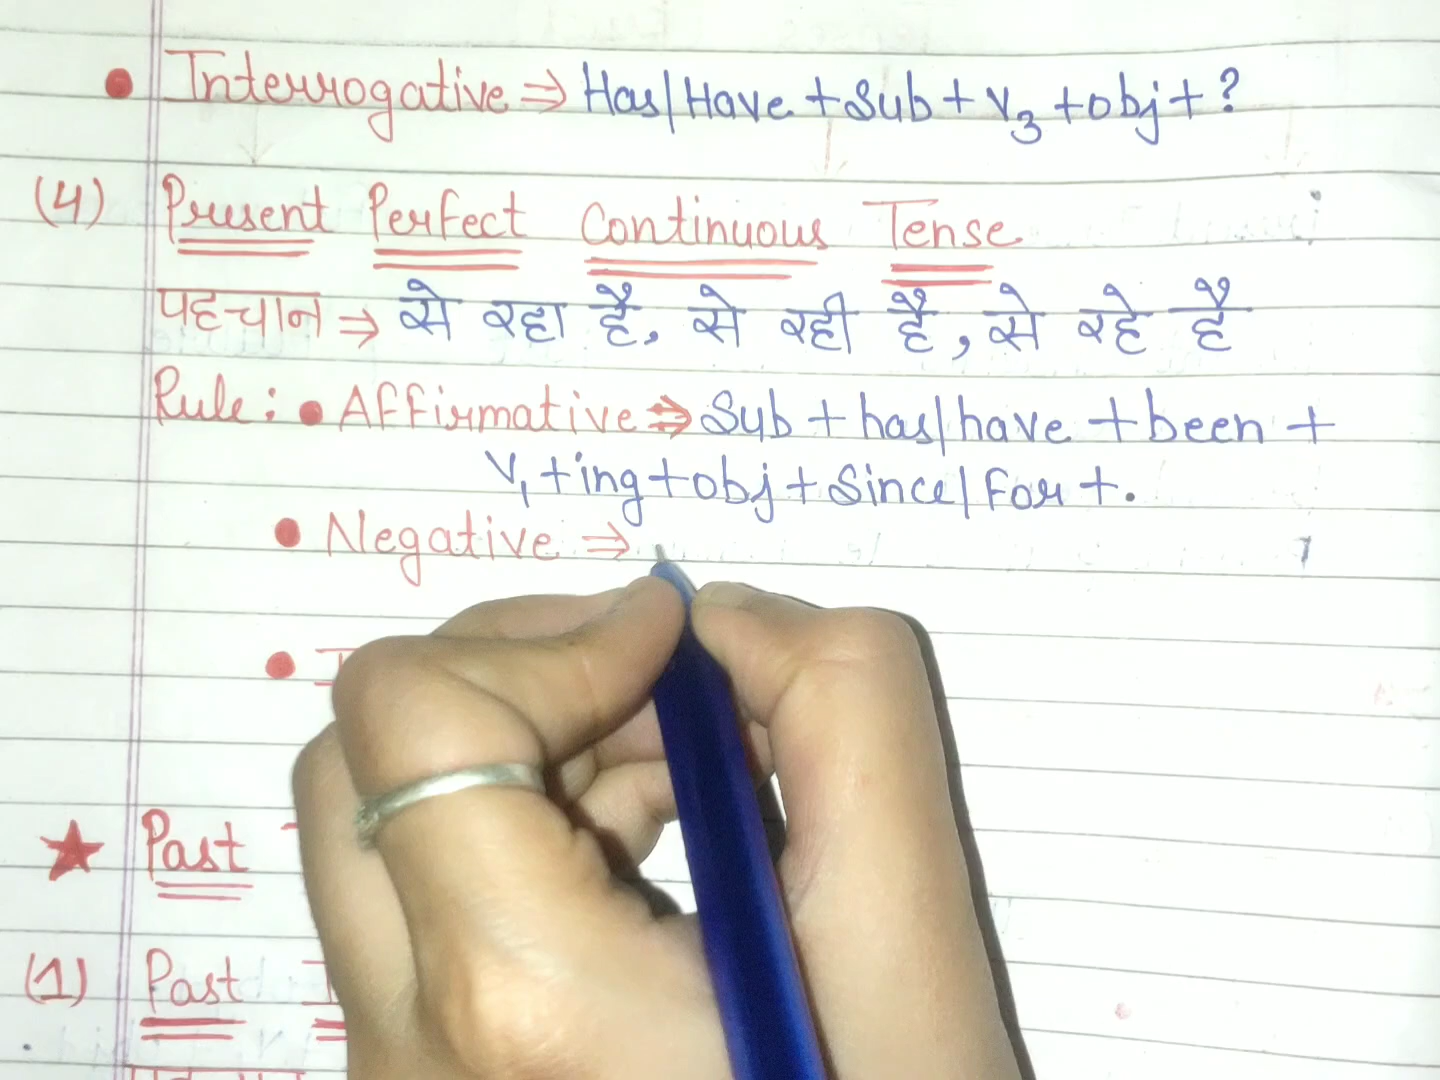 • Interrogative ⇒ Has/Have + Sub + V₃ + obj + ?
(4) Present Perfect Continuous Tense
पहचान ⇒ से रहा है, से रही है, से रहे है
Rule: • Affirmative ⇒ Sub + has/have + been +
V₁ + ing + obj + Since/For + .
• Negative ⇒
•
★ Past
(1) Past